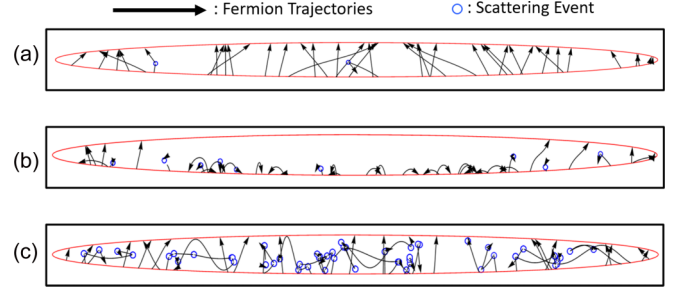 : Fermion Trajectories : Scattering Event
(a)
(b)
(c)